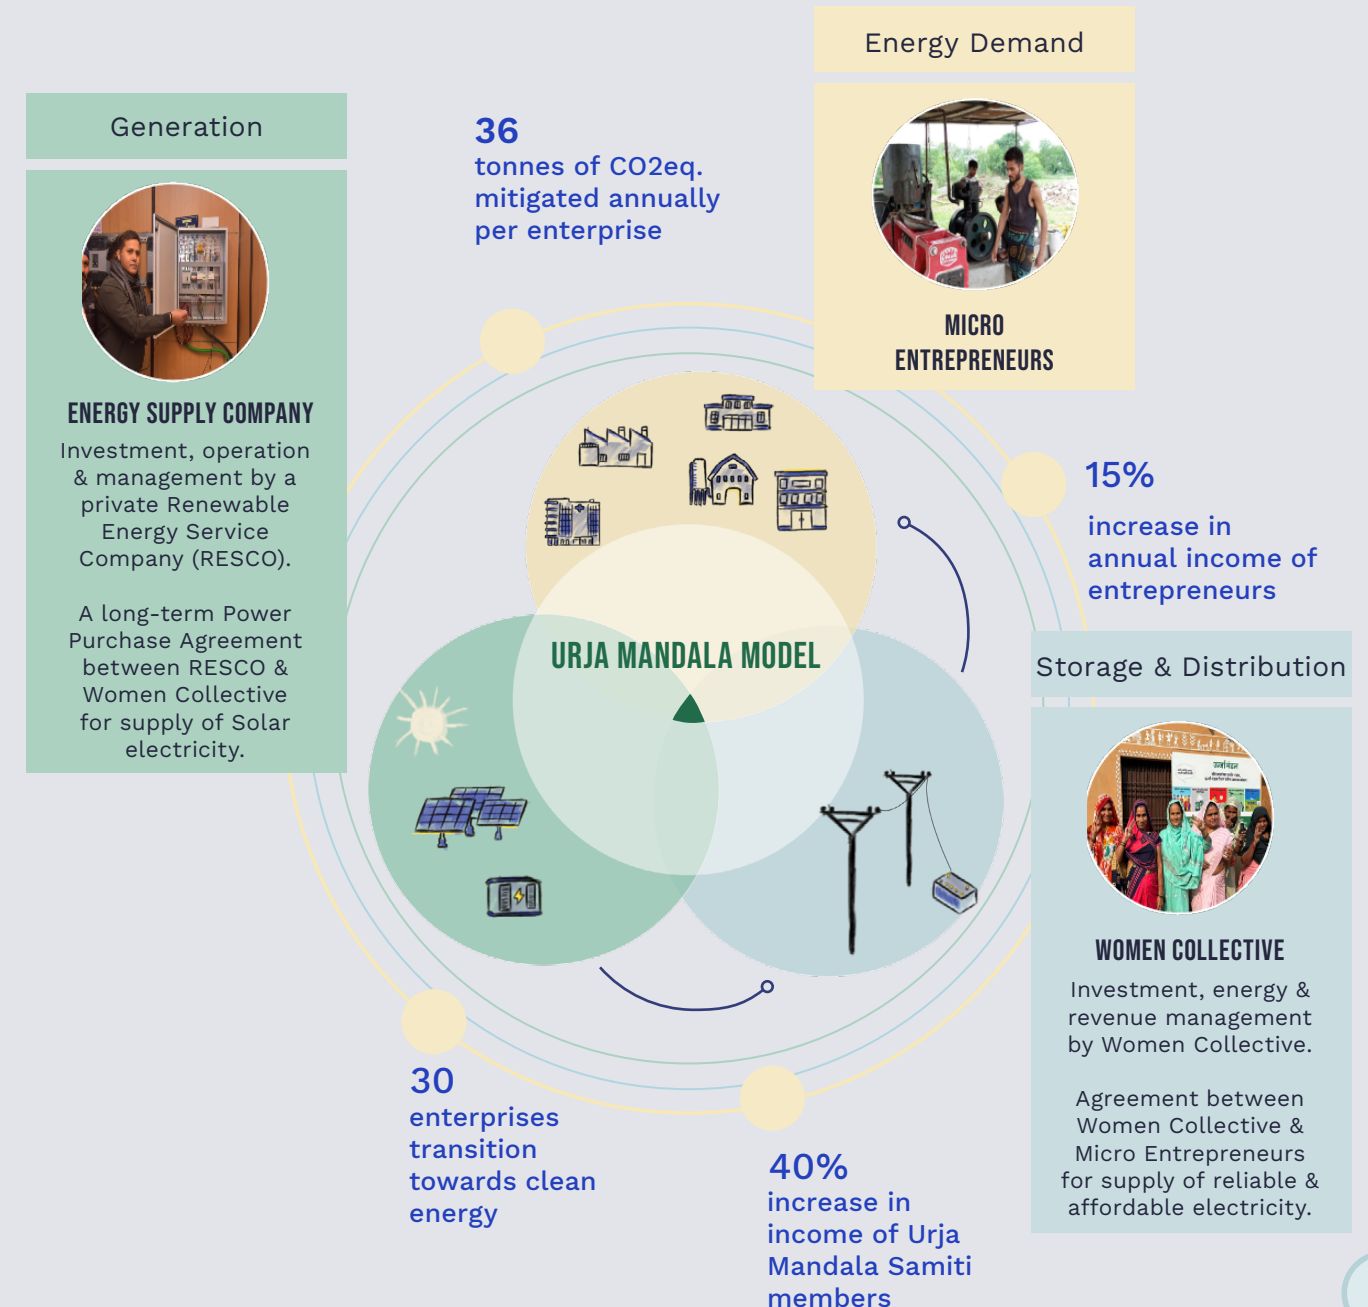 Energy Demand
MICRO
ENTREPRENEURS
Generation
ENERGY SUPPLY COMPANY
Investment, operation
& management by a
private Renewable
Energy Service
Company (RESCO).
A long-term Power
Purchase Agreement
between RESCO &
Women Collective
for supply of Solar
electricity.
36
tonnes of CO2eq.
mitigated annually
per enterprise
15%
increase in
annual income of
entrepreneurs
URJA MANDALA MODEL
Storage & Distribution
WOMEN COLLECTIVE
Investment, energy &
revenue management
by Women Collective.
Agreement between
Women Collective &
Micro Entrepreneurs
for supply of reliable &
affordable electricity.
30
enterprises
transition
towards clean
energy
40%
increase in
income of Urja
Mandala Samiti
members